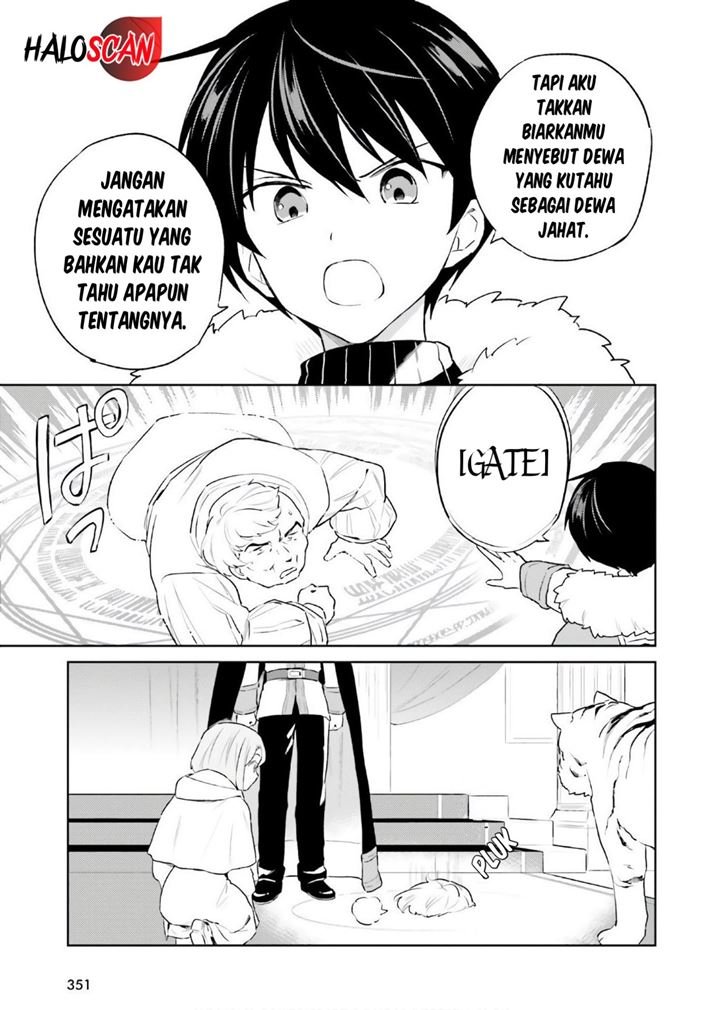 HALOSCAN
TAPI AKU
TAKKAN
BIARKANMU
MENYEBUT DEWA
YANG KUTAHU
SEBAGAI DEWA
JAHAT.
JANGAN
MENGATAKAN
SESUATU YANG
BAHKAN KAU TAK
TAHU APAPUN
TENTANGNYA.
[GATE]
ぱっ
PLUK
351